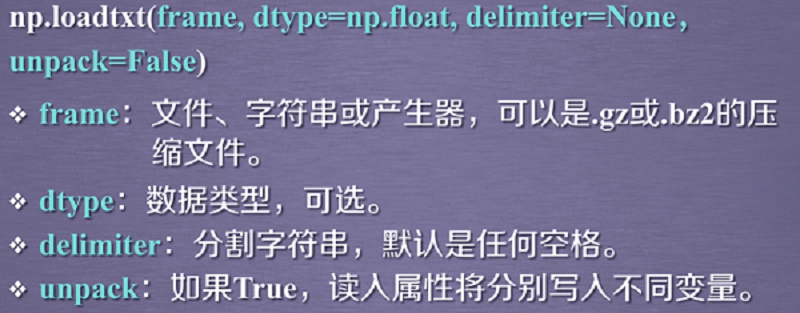 np.loadtxt(frame, dtype=np.float, delimiter=None，
unpack=False)
❖ frame：文件、字符串或产生器，可以是.gz或.bz2的压
缩文件。
❖ dtype：数据类型，可选。
❖ delimiter：分割字符串，默认是任何空格。
❖ unpack：如果True，读入属性将分别写入不同变量。